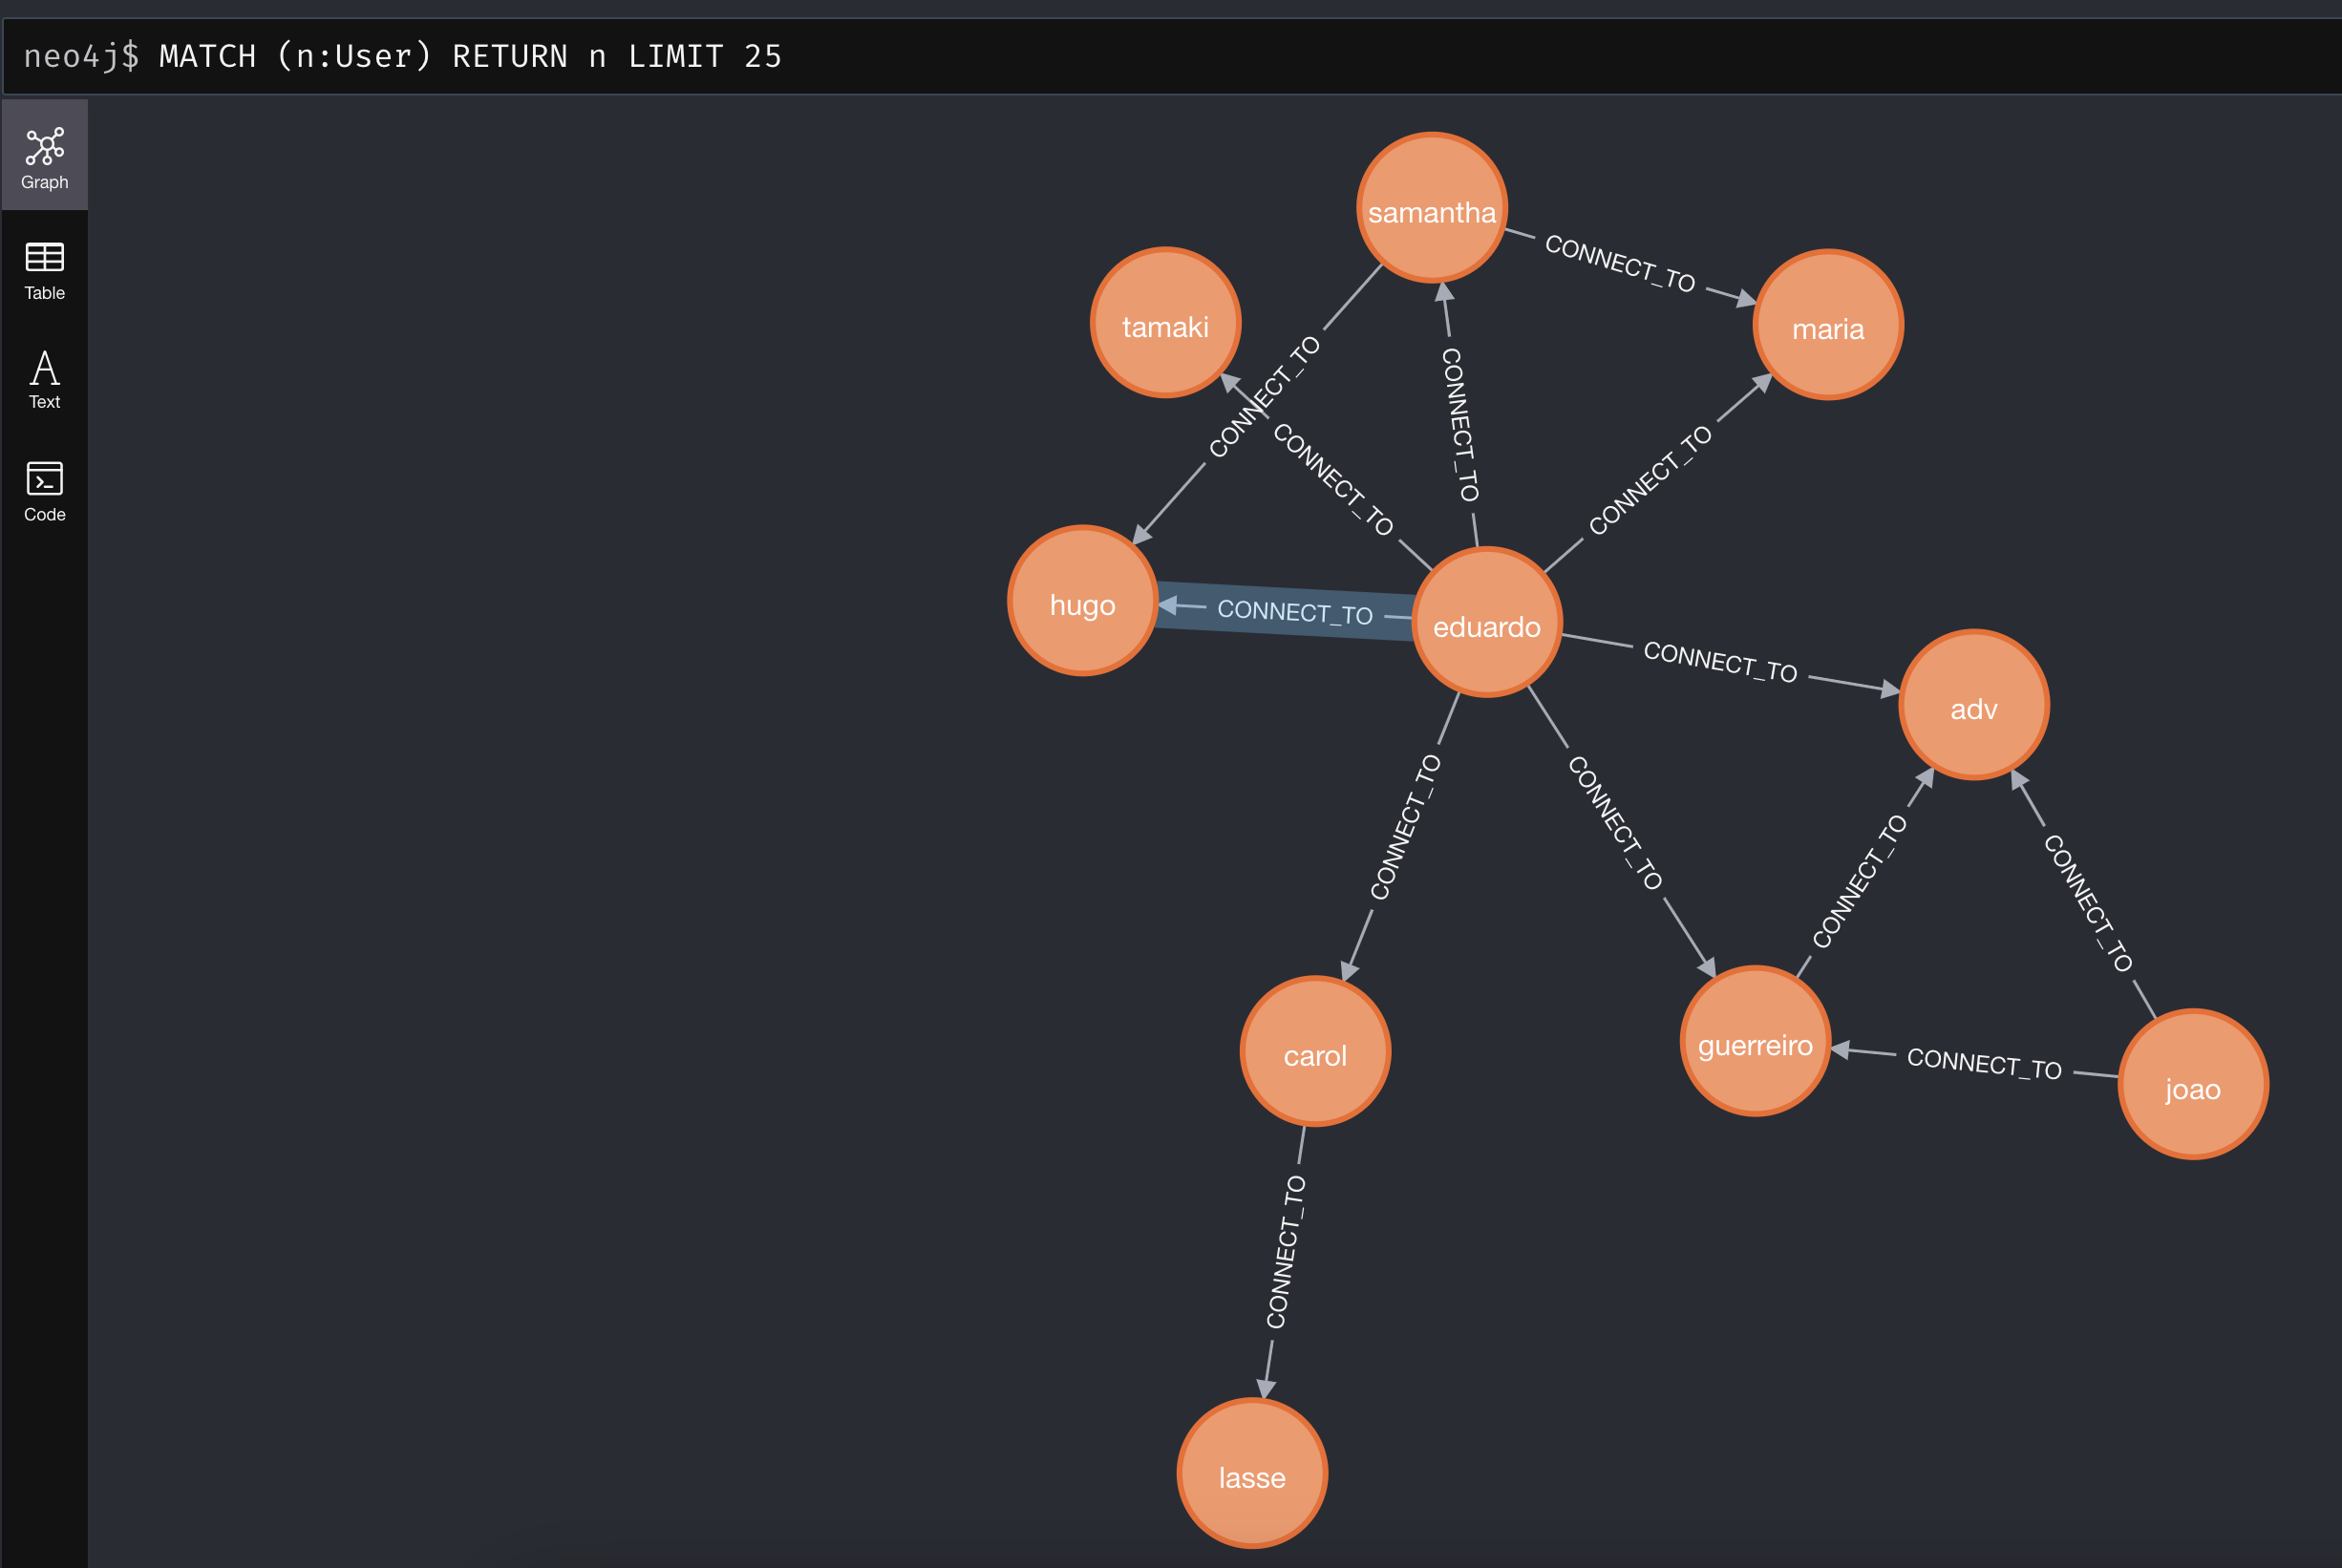 neo4j$ MATCH (n:User) RETURN n LIMIT 25
Graph
Table
Text
Code
samantha
CONNECT_TO
maria
tamaki
CONNECT_TO
CONNECT_TO
CONNECT_TO
CONNECT_TO
hugo
CONNECT_TO
eduardo
CONNECT_TO
adv
CONNECT_TO
CONNECT_TO
CONNECT_TO
CONNECT_TO
carol
guerreiro
CONNECT_TO
joao
CONNECT_TO
lasse